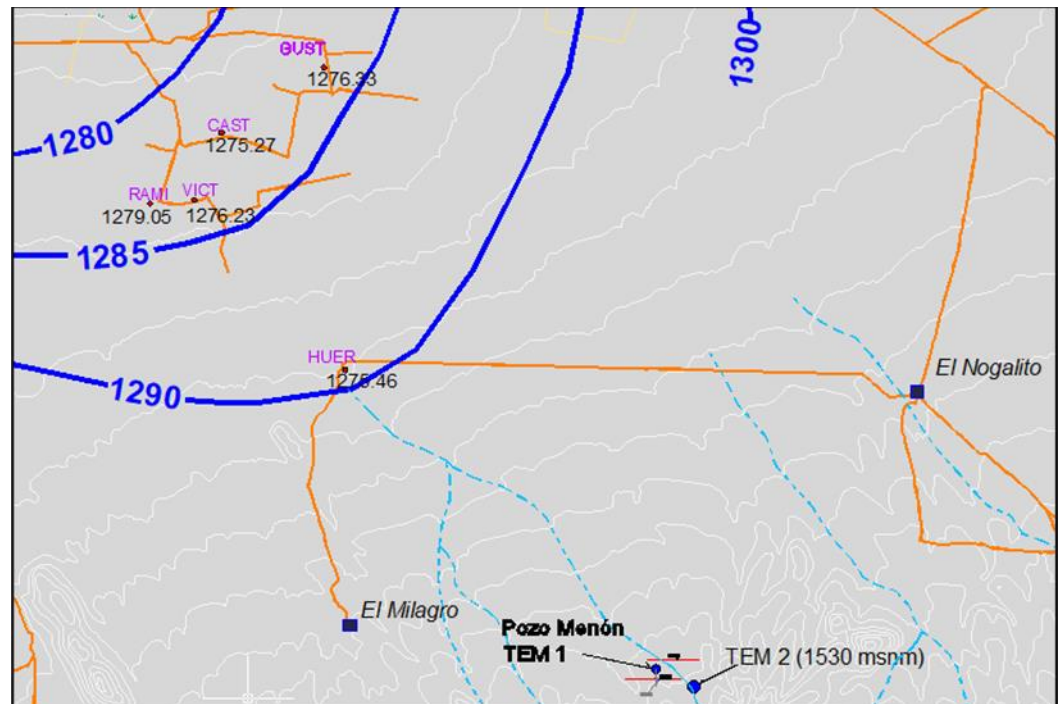 GUST
1276.33
1300
1280
CAST
1275.27
RAMI
VICT
1279.05
1276.23
1285
HUER
1275.46
El Nogalito
1290
El Milagro
Pozo Menón
TEM 1
TEM 2 (1530 msnm)